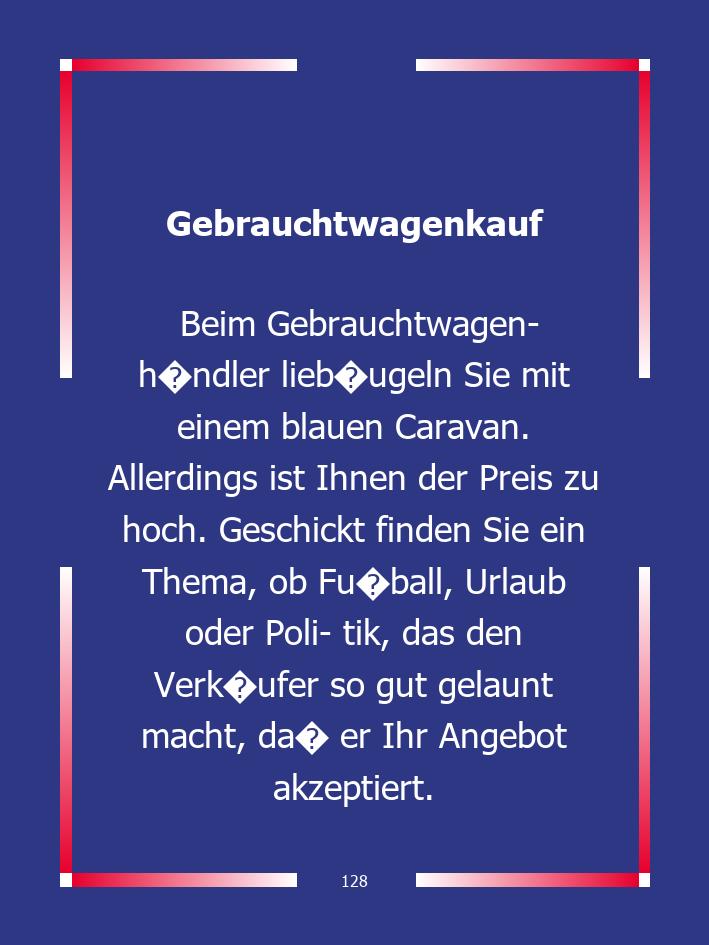 Gebrauchtwagenkauf
Beim Gebrauchtwagen-
h�ndler lieb�ugeln Sie mit
einem blauen Caravan.
Allerdings ist Ihnen der Preis zu
hoch. Geschickt finden Sie ein
Thema, ob Fu�ball, Urlaub
oder Poli- tik, das den
Verk�ufer so gut gelaunt
macht, da� er Ihr Angebot
akzeptiert.
128